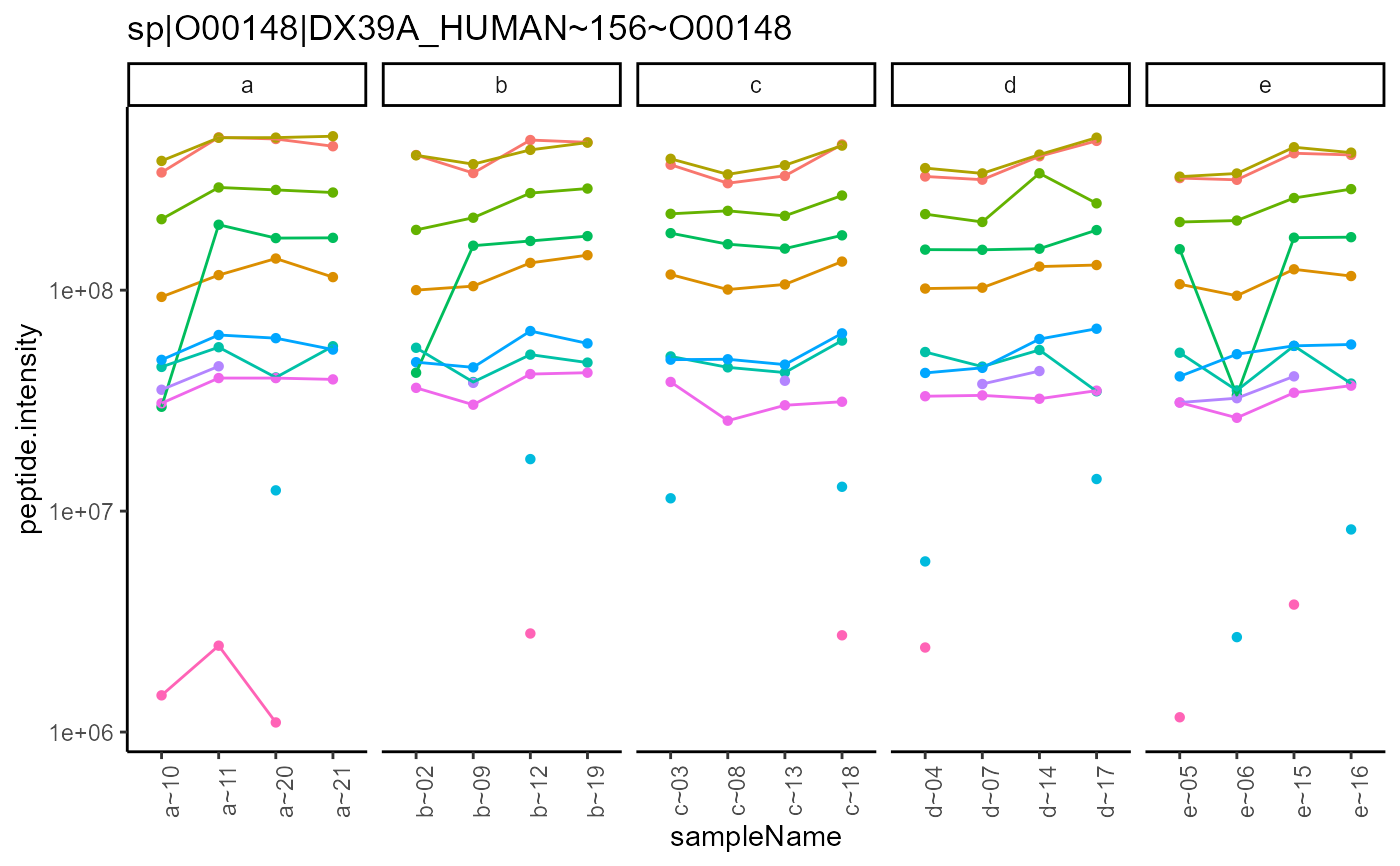 sp|O00148|DX39A_HUMAN~156~O00148
a
b
c
d
e
peptide.intensity
1e+08
1e+07
1e+06
a~10
a~11
a~20
a~21
b~02
b~09
b~12
b~19
c~03
c~08
c~13
c~18
d~04
d~07
d~14
d~17
e~05
e~06
e~15
e~16
sampleName